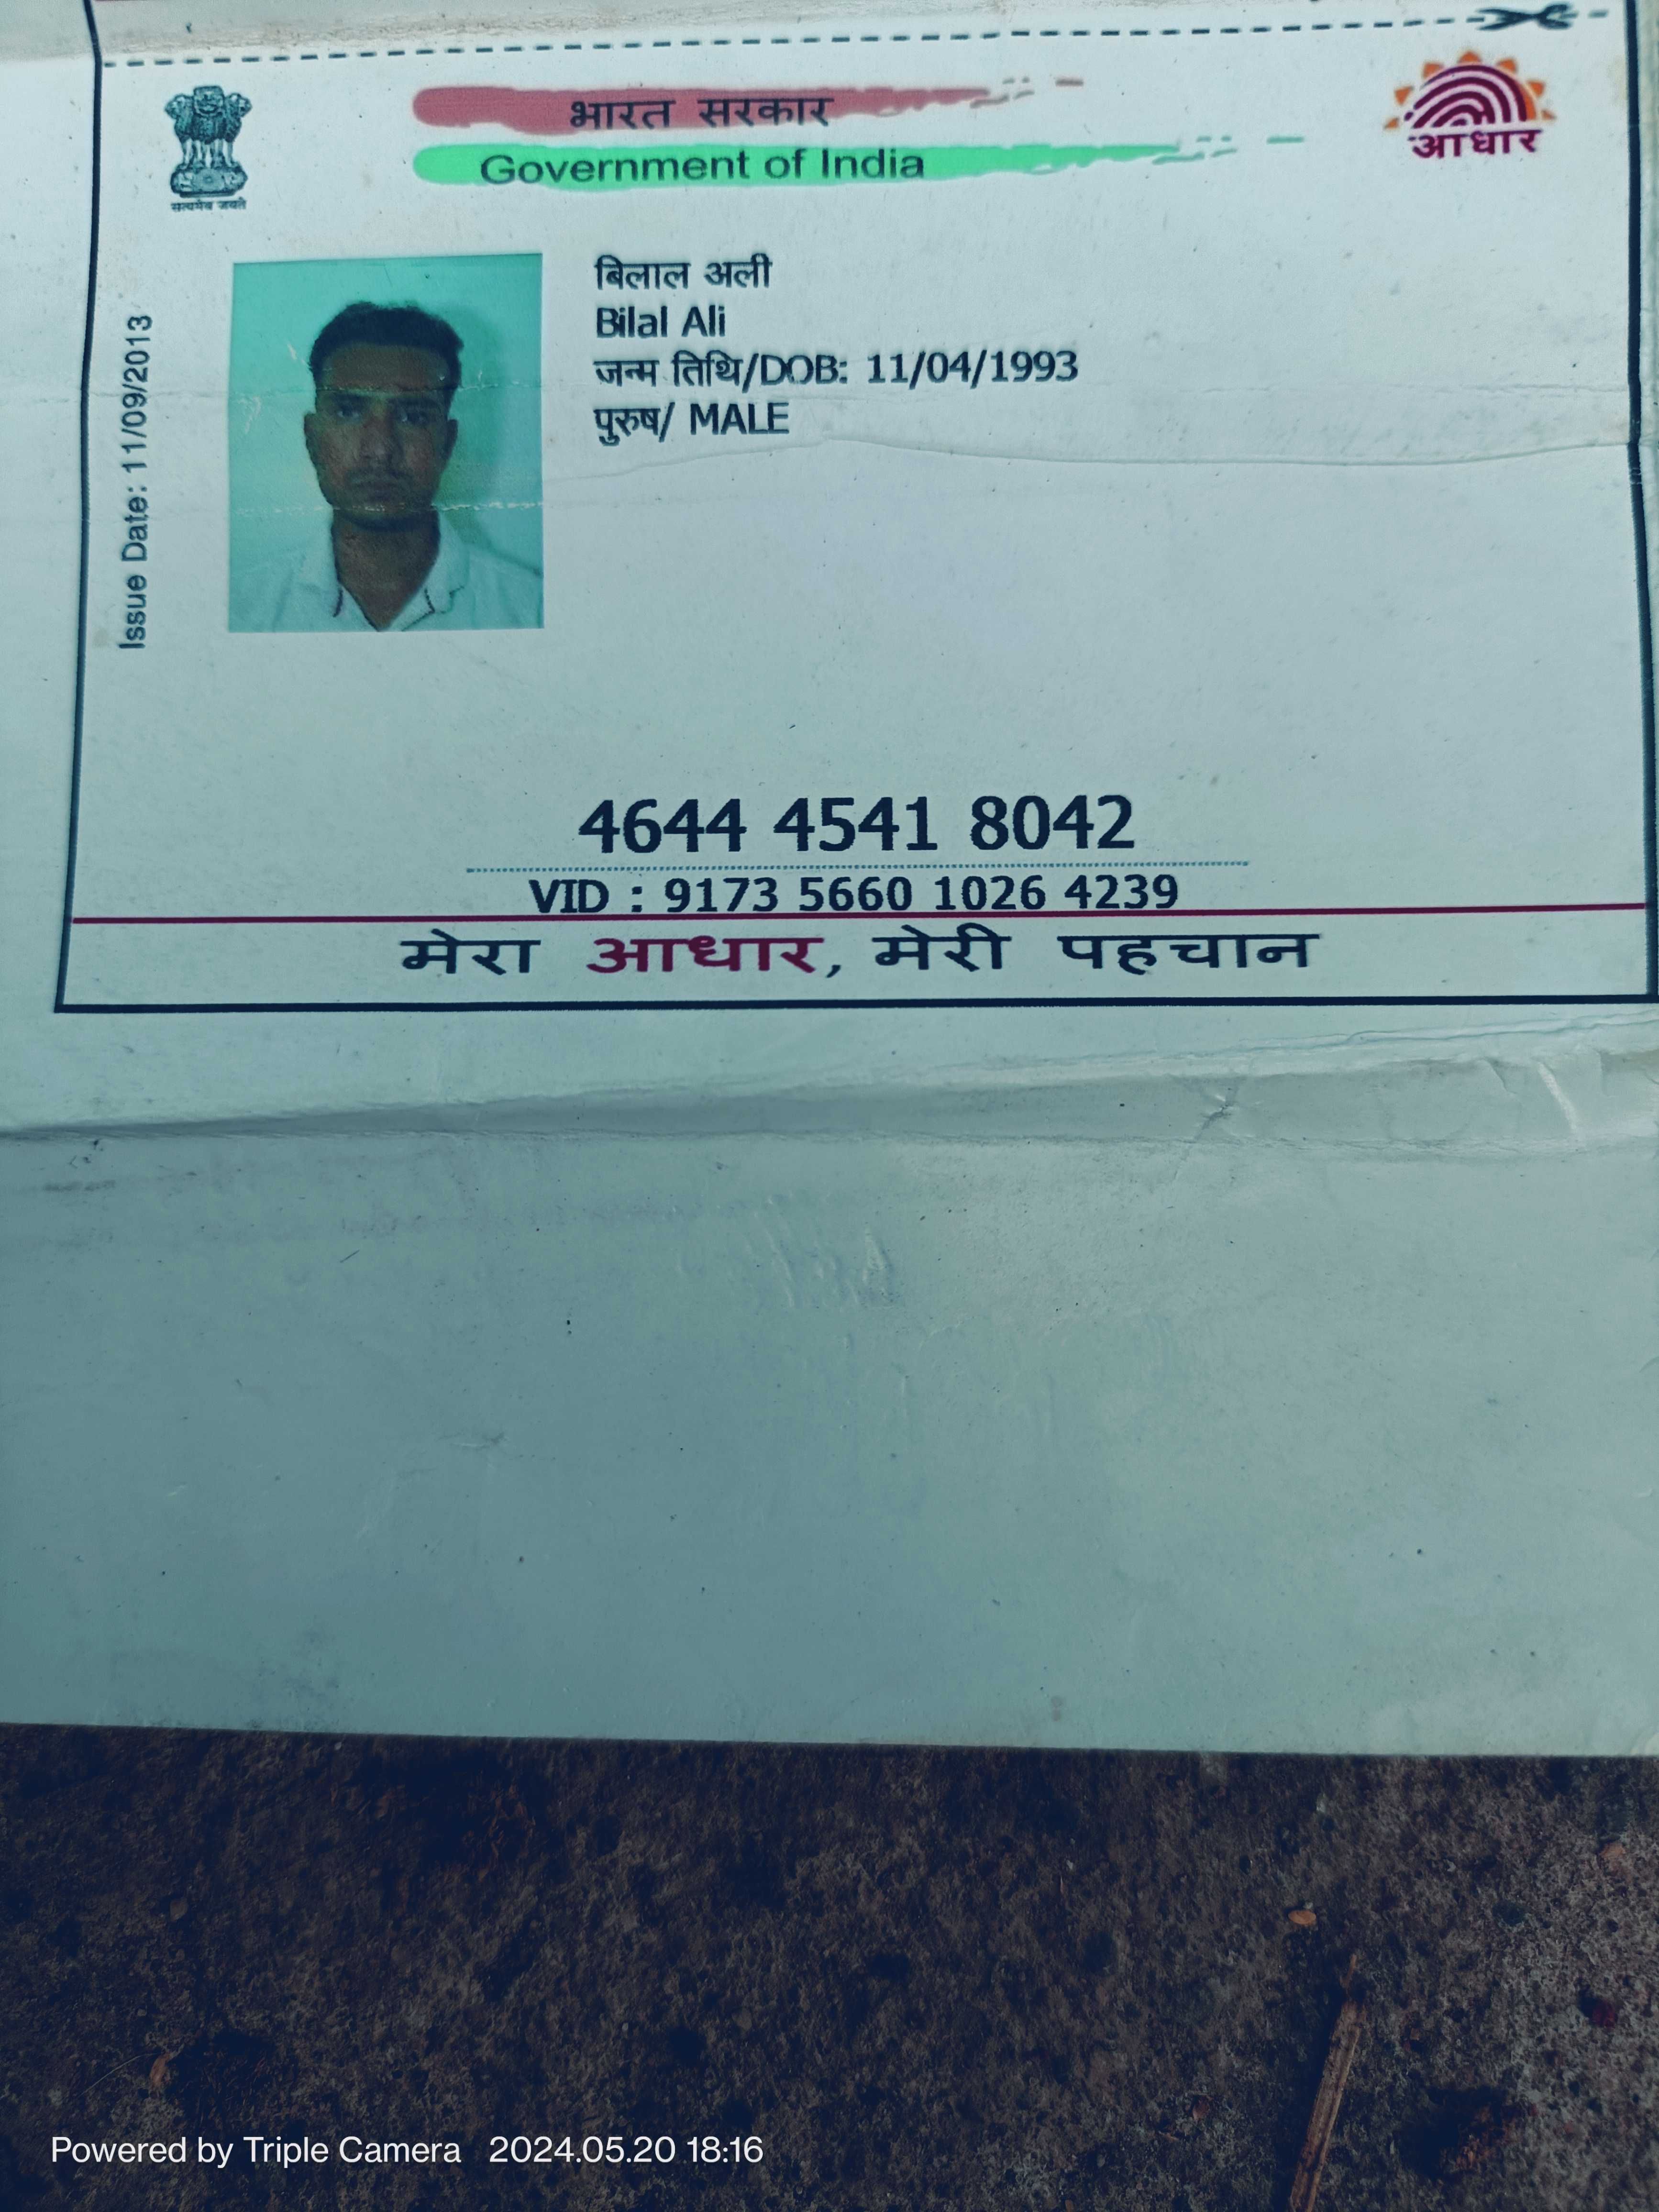 भारत सरकार
Government of India
सत्यमेव जयते
आधार
Issue Date: 11/09/2013
बिलाल अली
Bilal Ali
जन्म तिथि/DOB: 11/04/1993
पुरुष/ MALE
4644 4541 8042
VID : 9173 5660 1026 4239
मेरा आधार, मेरी पहचान
Powered by Triple Camera 2024.05.20 18:16